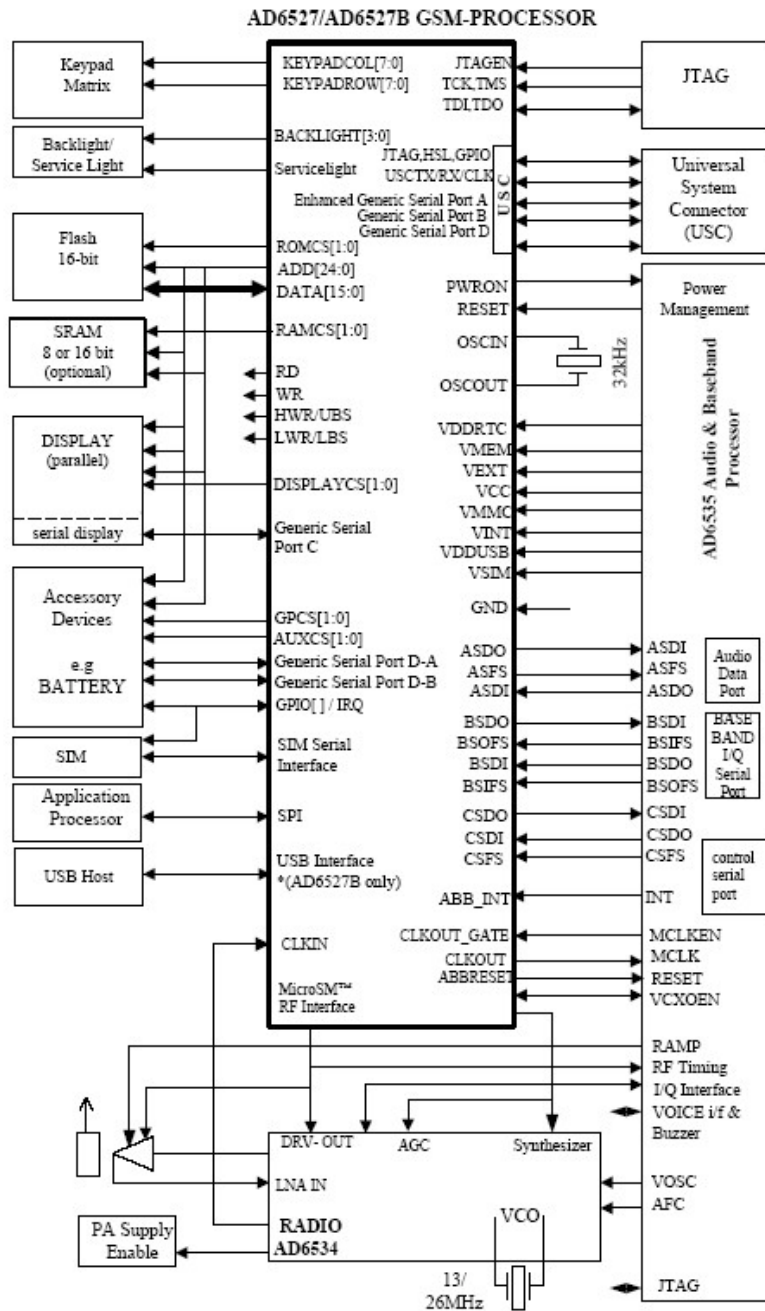 AD6527/AD6527B GSM-PROCESSOR
Keypad
Matrix
Backlight/
Service Light
Flash
16-bit
SRAM
8 or 16 bit
(optional)
DISPLAY
(parallel)
serial display
Accessory
Devices
e.g
BATTERY
SIM
Application
Processor
USB Host
KEYPADCOL[7:0]
KEYPADROW[7:0]
BACKLIGHT[3:0]
Servicelight
ROMCS[1:0]
ADD[24:0]
DATA[15:0]
RAMCS[1:0]
RD
WR
HWR/UBS
LWR/LBS
DISPLAYCS[1:0]
Generic Serial
Port C
GPCS[1:0]
AUXCS[1:0]
Generic Serial Port D-A
Generic Serial Port D-B
GPIO[ ] / IRQ
SIM Serial
Interface
SPI
USB Interface
*(AD6527B only)
CLKIN
MicroSM™
RF Interface
JTAGEN
TCK,TMS
TDI,TDO
JTAG,HSL,GPIO
USCTX/RX/CLK
Enhanced Generic Serial Port A
Generic Serial Port B
Generic Serial Port D
USC
PWRON
RESET
OSCIN
OSCOUT
32kHz
VDDRTC
VMEM
VEXT
VCC
VMMC
VINT
VDDUSB
VSIM
GND
ASDO
ASFS
ASDI
BSDO
BSOFS
BSDI
BSIFS
CSDO
CSDI
CSFS
ABB_INT
CLKOUT_GATE
CLKOUT
ABBRESET
JTAG
Universal
System
Connector
(USC)
Power
Management
AD6535 Audio & Baseband
Processor
ASDI
ASFS
ASDO
Audio
Data
Port
BSDI
BSIFS
BSDO
BSOFS
BASE
BAND
I/Q
Serial
Port
CSDI
CSDO
CSFS
control
serial
port
INT
MCLKEN
MCLK
RESET
VCXOEN
RAMP
RF Timing
I/Q Interface
VOICE i/f &
Buzzer
VOSC
AFC
JTAG
DRV- OUT
AGC
Synthesizer
LNA IN
RADIO
AD6534
VCO
13/
26MHz
PA Supply
Enable